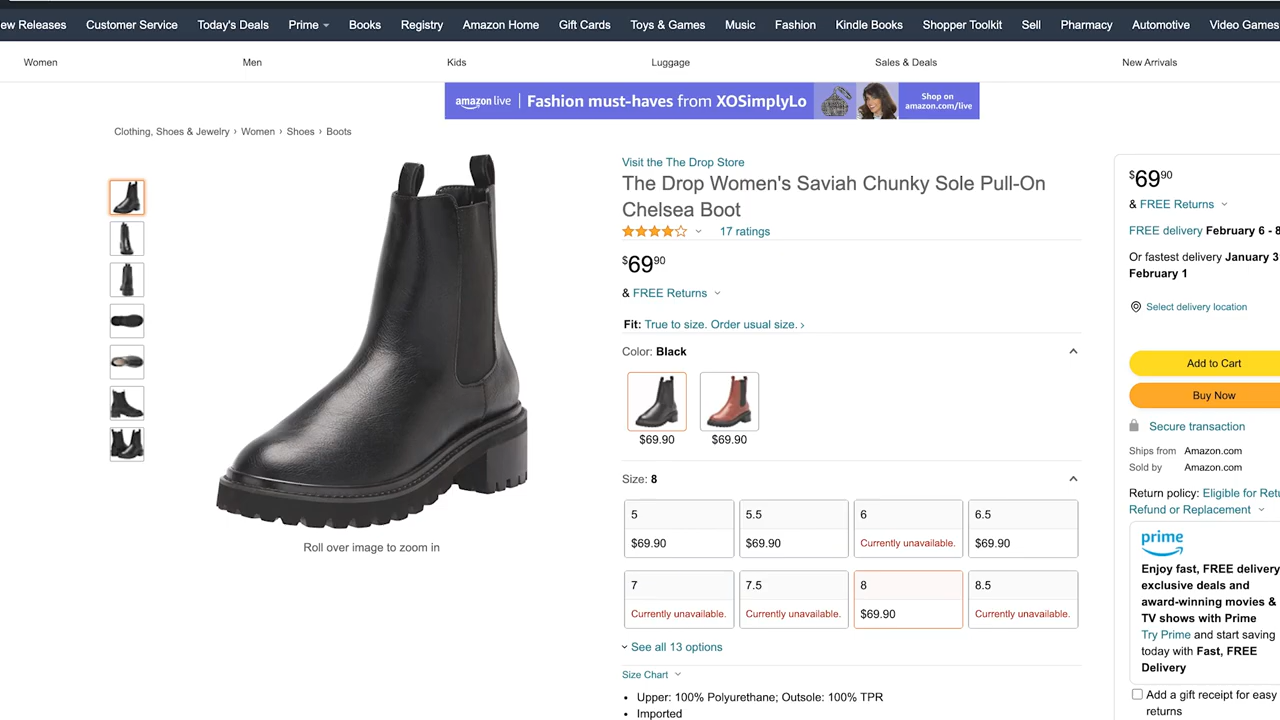 ew Releases Customer Service Today's Deals Prime Books Registry Amazon Home Gift Cards Toys & Games Music Fashion Kindle Books Shopper Toolkit Sell Pharmacy Automotive Video Games
Women Men Kids Luggage Sales & Deals New Arrivals
amazon live Fashion must-haves from XOSimplyLo Shop on
amazon.com/live
Clothing, Shoes & Jewelry › Women › Shoes › Boots
Visit the The Drop Store
The Drop Women's Saviah Chunky Sole Pull-On
Chelsea Boot
17 ratings
$69 90
& FREE Returns
Fit: True to size. Order usual size. ›
Color: Black
$69.90 $69.90
Size: 8
5 5.5 6 6.5
$69.90 $69.90 Currently unavailable. $69.90
7 7.5 8 8.5
Currently unavailable. Currently unavailable. $69.90 Currently unavailable.
See all 13 options
Size Chart
• Upper: 100% Polyurethane; Outsole: 100% TPR
• Imported
Roll over image to zoom in
$69 90
& FREE Returns
FREE delivery February 6 - 8
Or fastest delivery January 3
February 1
Select delivery location
Add to Cart
Buy Now
Secure transaction
Ships from Amazon.com
Sold by Amazon.com
Return policy: Eligible for Retu
Refund or Replacement
prime
Enjoy fast, FREE delivery
exclusive deals and
award-winning movies &
TV shows with Prime
Try Prime and start saving
today with Fast, FREE
Delivery
Add a gift receipt for easy
returns